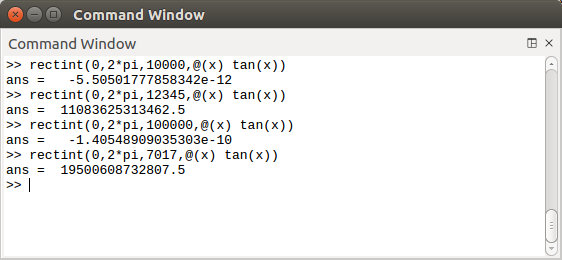 Command Window
Command Window
>> rectint(0,2*pi,10000,@(x) tan(x))
ans =   -5.50501777858342e-12
>> rectint(0,2*pi,12345,@(x) tan(x))
ans =  11083625313462.5
>> rectint(0,2*pi,100000,@(x) tan(x))
ans =   -1.40548909035303e-10
>> rectint(0,2*pi,7017,@(x) tan(x))
ans =  19500608732807.5
>>